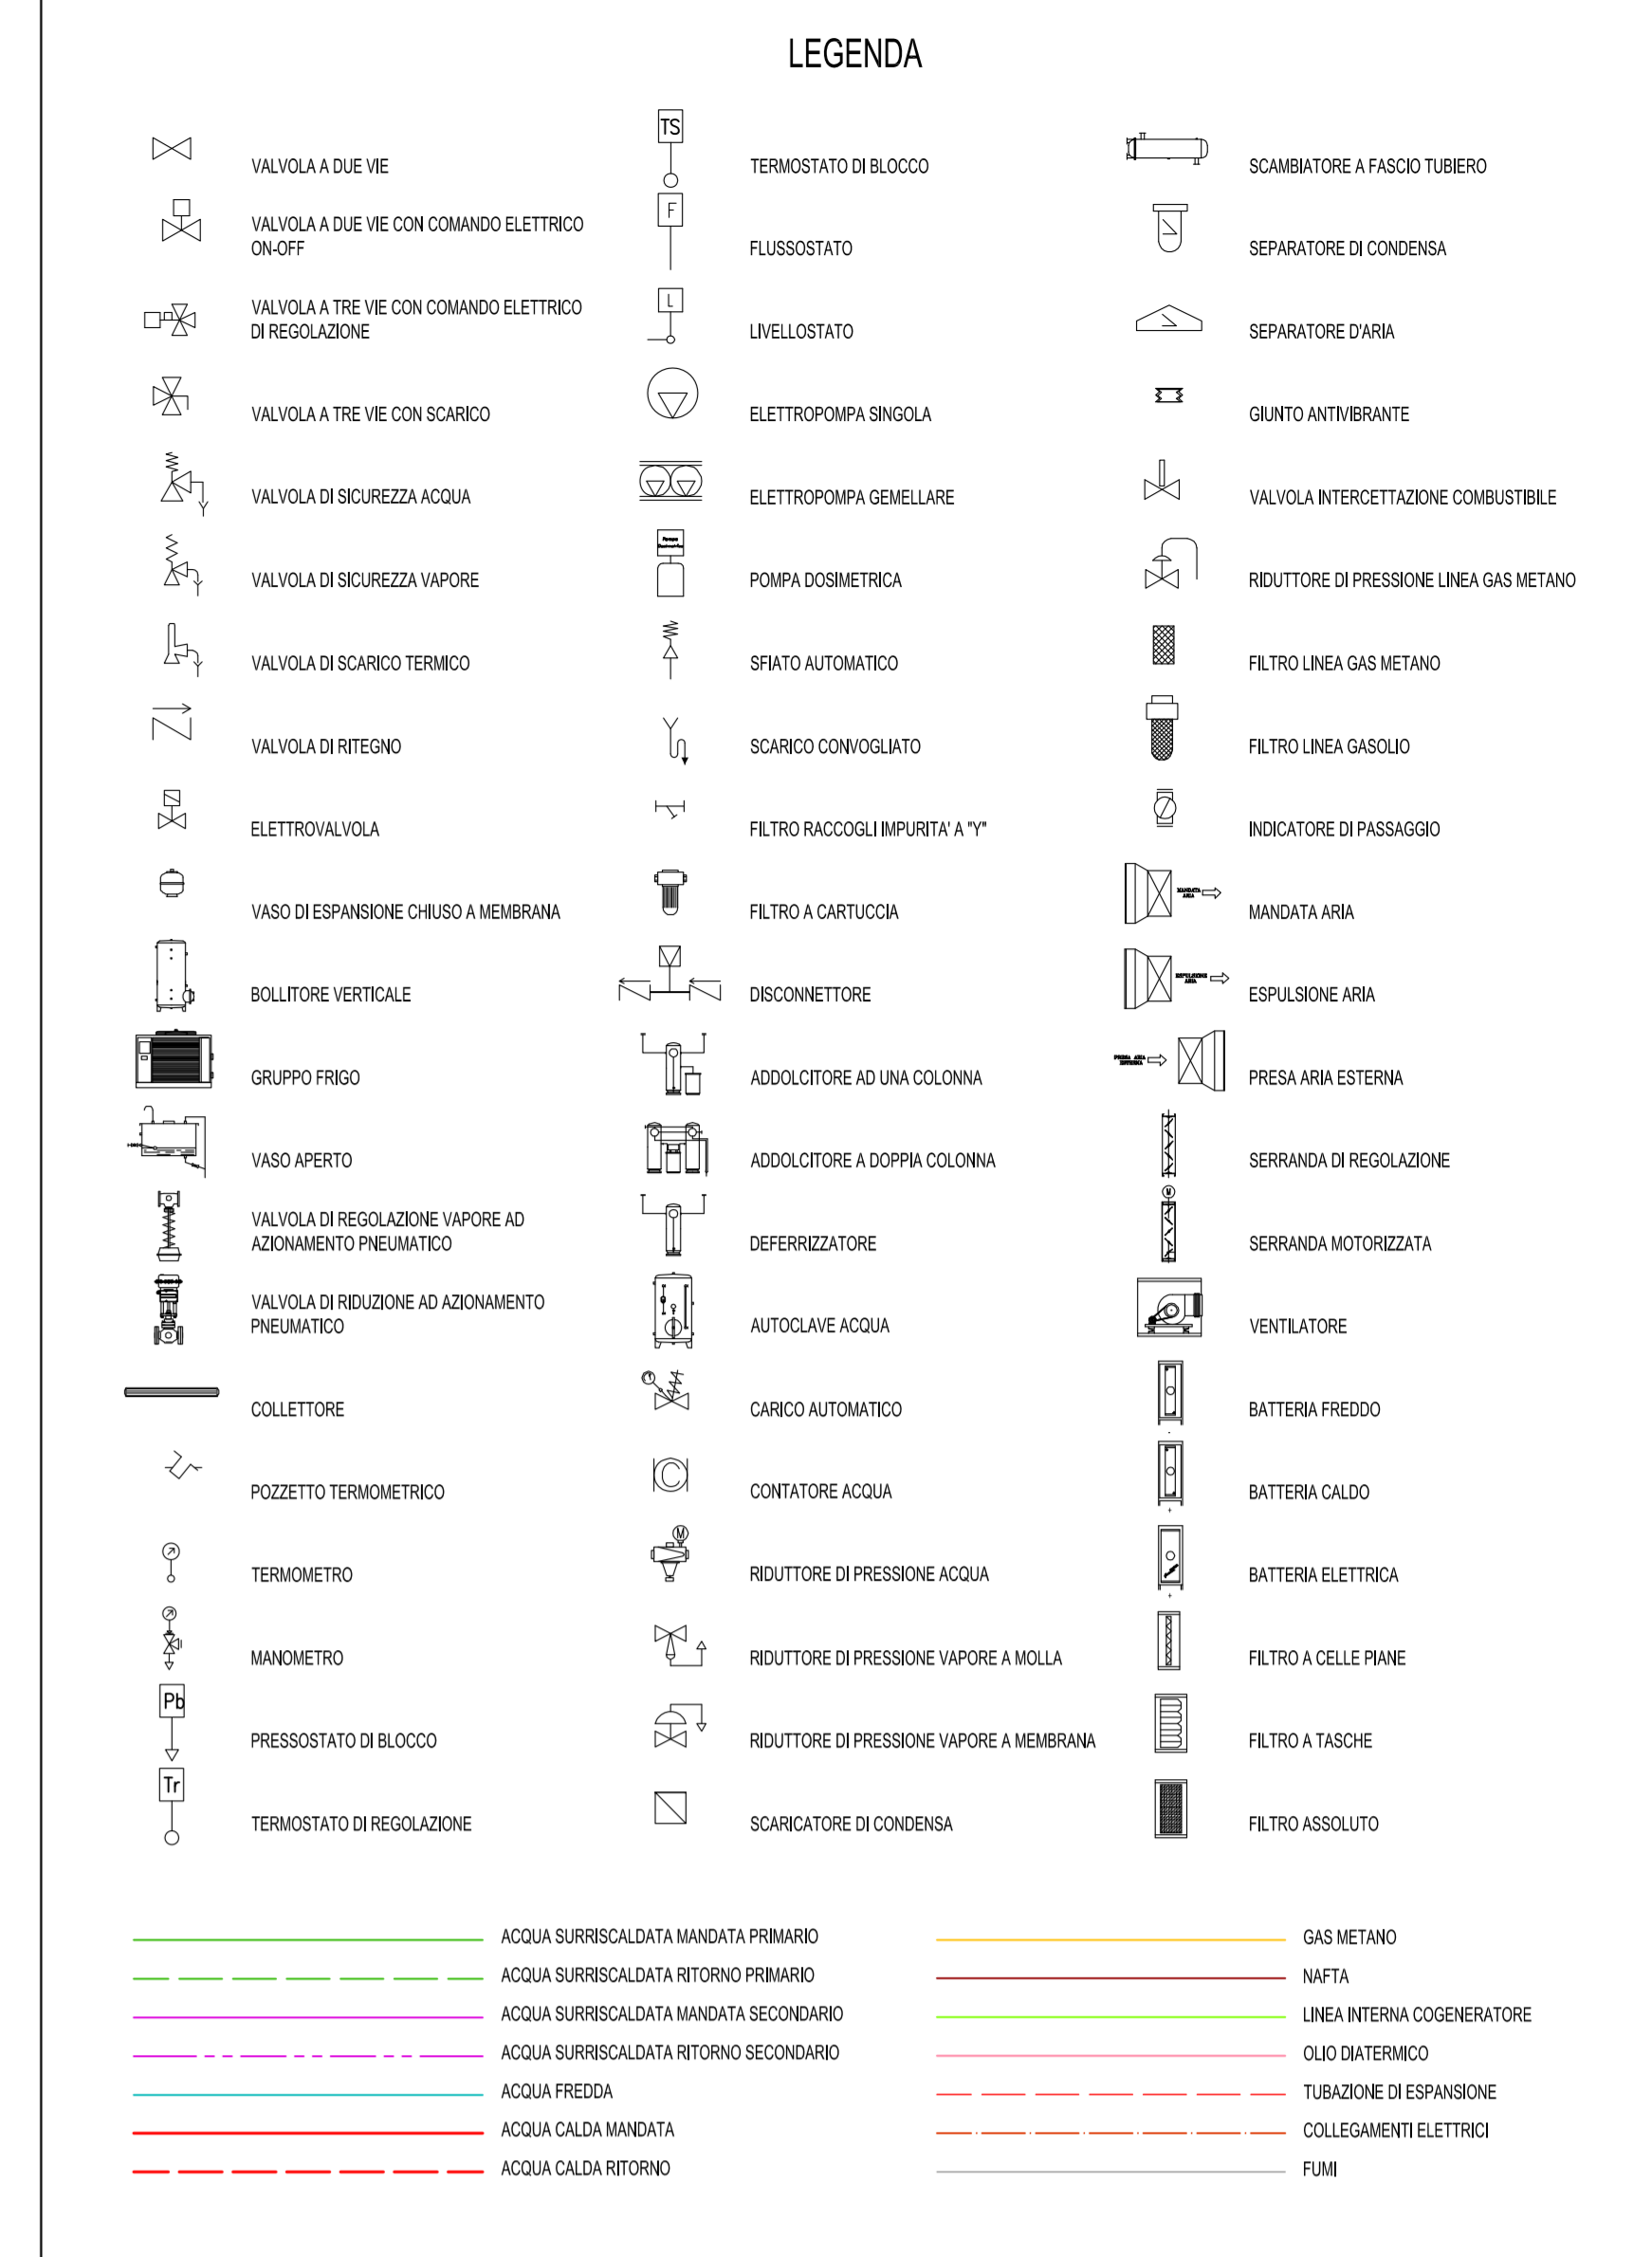 LEGENDA
VALVOLA A DUE VIE
VALVOLA A DUE VIE CON COMANDO ELETTRICO
ON-OFF
VALVOLA A TRE VIE CON COMANDO ELETTRICO
DI REGOLAZIONE
VALVOLA A TRE VIE CON SCARICO
VALVOLA DI SICUREZZA ACQUA
VALVOLA DI SICUREZZA VAPORE
VALVOLA DI SCARICO TERMICO
VALVOLA DI RITEGNO
ELETTROVALVOLA
VASO DI ESPANSIONE CHIUSO A MEMBRANA
BOLLITORE VERTICALE
GRUPPO FRIGO
VASO APERTO
VALVOLA DI REGOLAZIONE VAPORE AD
AZIONAMENTO PNEUMATICO
VALVOLA DI RIDUZIONE AD AZIONAMENTO
PNEUMATICO
COLLETTORE
POZZETTO TERMOMETRICO
TERMOMETRO
MANOMETRO
Pb
PRESSOSTATO DI BLOCCO
Tr
TERMOSTATO DI REGOLAZIONE
TS
TERMOSTATO DI BLOCCO
F
FLUSSOSTATO
L
LIVELLOSTATO
ELETTROPOMPA SINGOLA
ELETTROPOMPA GEMELLARE
POMPA DOSIMETRICA
SFIATO AUTOMATICO
SCARICO CONVOGLIATO
FILTRO RACCOGLI IMPURITA' A "Y"
FILTRO A CARTUCCIA
DISCONNETTORE
ADDOLCITORE AD UNA COLONNA
ADDOLCITORE A DOPPIA COLONNA
DEFERRIZZATORE
AUTOCLAVE ACQUA
CARICO AUTOMATICO
C
CONTATORE ACQUA
M
RIDUTTORE DI PRESSIONE ACQUA
RIDUTTORE DI PRESSIONE VAPORE A MOLLA
RIDUTTORE DI PRESSIONE VAPORE A MEMBRANA
SCARICATORE DI CONDENSA
SCAMBIATORE A FASCIO TUBIERO
SEPARATORE DI CONDENSA
SEPARATORE D'ARIA
GIUNTO ANTIVIBRANTE
VALVOLA INTERCETTAZIONE COMBUSTIBILE
RIDUTTORE DI PRESSIONE LINEA GAS METANO
FILTRO LINEA GAS METANO
FILTRO LINEA GASOLIO
INDICATORE DI PASSAGGIO
MANDATA
ARIA
MANDATA ARIA
ESPULSIONE
ARIA
ESPULSIONE ARIA
PRESA ARIA
ESTERNA
PRESA ARIA ESTERNA
SERRANDA DI REGOLAZIONE
M
SERRANDA MOTORIZZATA
VENTILATORE
BATTERIA FREDDO
-
BATTERIA CALDO
+
BATTERIA ELETTRICA
+
FILTRO A CELLE PIANE
FILTRO A TASCHE
FILTRO ASSOLUTO
ACQUA SURRISCALDATA MANDATA PRIMARIO
ACQUA SURRISCALDATA RITORNO PRIMARIO
ACQUA SURRISCALDATA MANDATA SECONDARIO
ACQUA SURRISCALDATA RITORNO SECONDARIO
ACQUA FREDDA
ACQUA CALDA MANDATA
ACQUA CALDA RITORNO
GAS METANO
NAFTA
LINEA INTERNA COGENERATORE
OLIO DIATERMICO
TUBAZIONE DI ESPANSIONE
COLLEGAMENTI ELETTRICI
FUMI